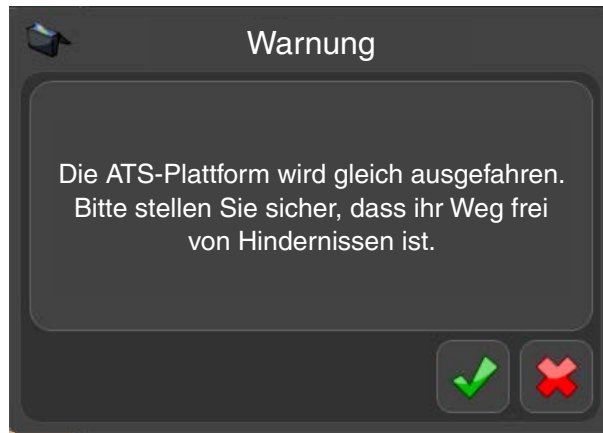 Warnung
Die ATS-Plattform wird gleich ausgefahren.
Bitte stellen Sie sicher, dass ihr Weg frei
von Hindernissen ist.